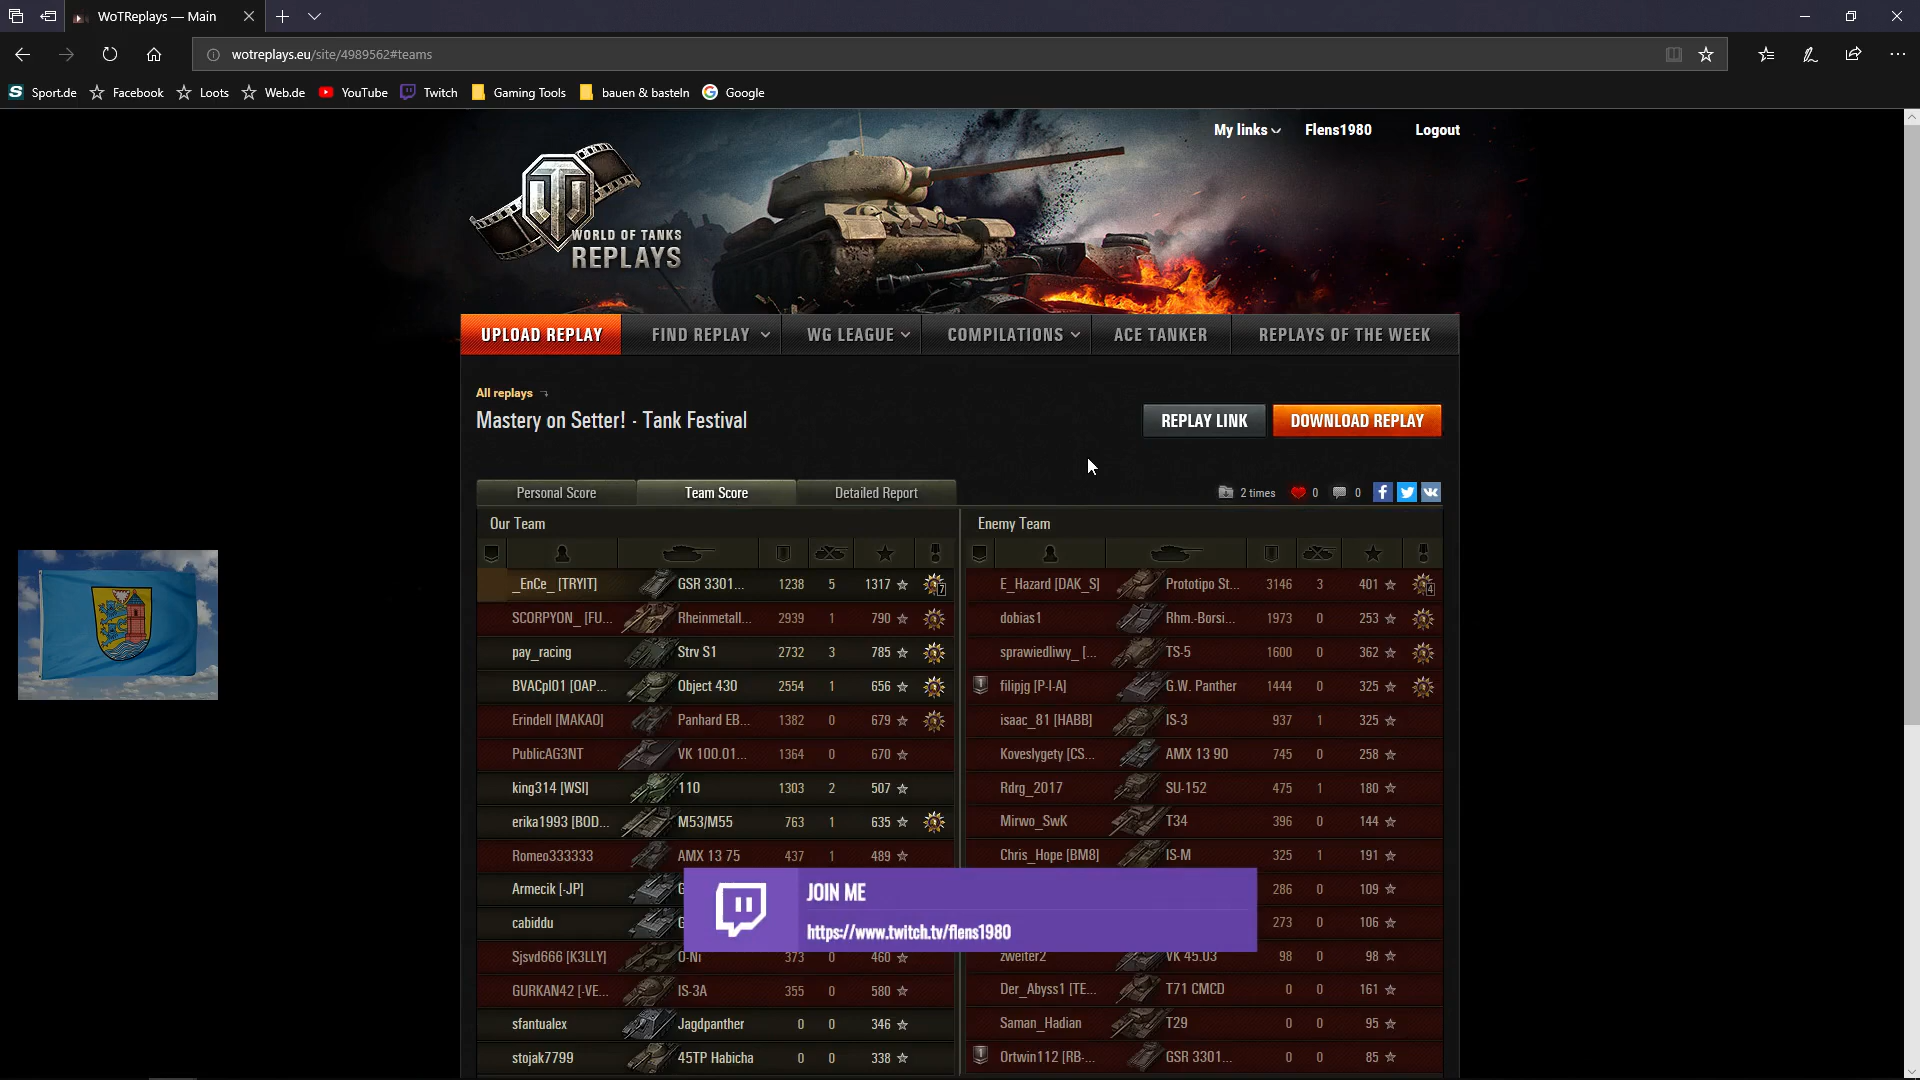 WoTReplays — Main
wotreplays.eu/site/4989562#teams
Sport.de Facebook Loots Web.de YouTube Twitch Gaming Tools bauen & basteln Google
My links Flens1980 Logout
WORLD OF TANKS
REPLAYS
UPLOAD REPLAY FIND REPLAY WG LEAGUE COMPILATIONS ACE TANKER REPLAYS OF THE WEEK
All replays
Mastery on Setter! - Tank Festival
REPLAY LINK DOWNLOAD REPLAY
Personal Score Team Score Detailed Report
2 times 0 0
Our Team
_EnCe_ [TRYIT] GSR 3301... 1238 5 1317 7
SCORPYON_ [FU... Rheinmetall... 2939 1 790
pay_racing Strv S1 2732 3 785
BVACpl01 [OAP... Object 430 2554 1 656
Erindell [MAKAO] Panhard EB... 1382 0 679
PublicAG3NT VK 100.01... 1364 0 670
king314 [WSI] 110 1303 2 507
erika1993 [BOD... M53/M55 763 1 635
Romeo333333 AMX 13 75 437 1 489
Armecik [-JP] G
cabiddu G
Sjsvd666 [K3LLY] O-Ni 373 0 460
GURKAN42 [-VE... IS-3A 355 0 580
sfantualex Jagdpanther 0 0 346
stojak7799 45TP Habicha 0 0 338
Enemy Team
E_Hazard [DAK_S] Prototipo St... 3146 3 401 4
dobias1 Rhm.-Borsi... 1973 0 253
sprawiedliwy_ [... TS-5 1600 0 362
filipjg [P-I-A] G.W. Panther 1444 0 325
isaac_81 [HABB] IS-3 937 1 325
Koveslygety [CS... AMX 13 90 745 0 258
Rdrg_2017 SU-152 475 1 180
Mirwo_SwK T34 396 0 144
Chris_Hope [BM8] IS-M 325 1 191
286 0 109
273 0 106
zweiter2 VK 45.03 98 0 98
Der_Abyss1 [TE... T71 CMCD 0 0 161
Saman_Hadian T29 0 0 95
Ortwin112 [RB-... GSR 3301... 0 0 85
JOIN ME
https://www.twitch.tv/flens1980